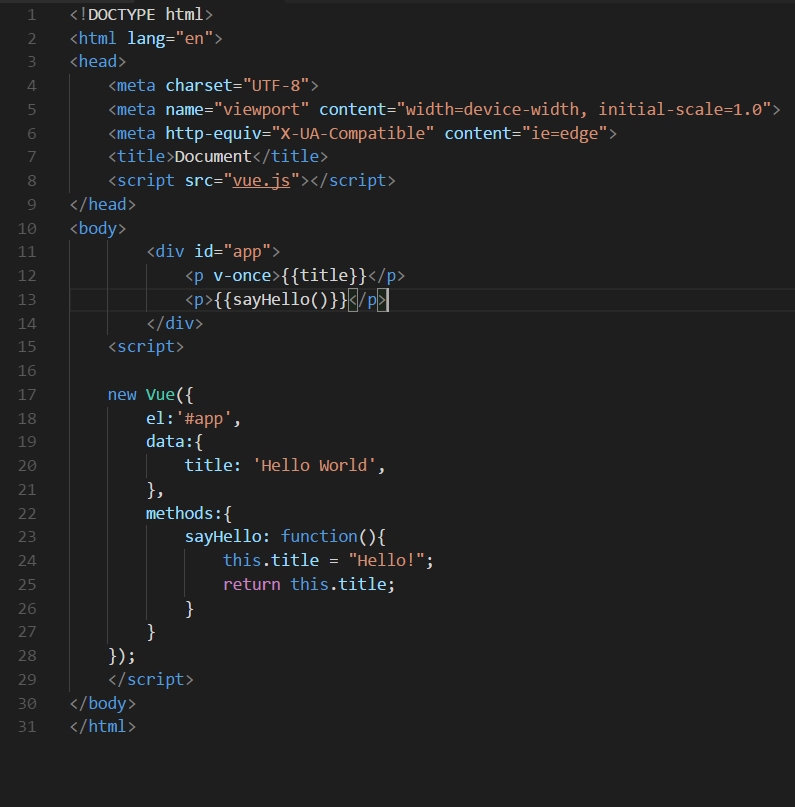 1 <!DOCTYPE html>
2 <html lang="en">
3 <head>
4     <meta charset="UTF-8">
5     <meta name="viewport" content="width=device-width, initial-scale=1.0">
6     <meta http-equiv="X-UA-Compatible" content="ie=edge">
7     <title>Document</title>
8     <script src="vue.js"></script>
9 </head>
10 <body>
11         <div id="app">
12             <p v-once>{{title}}</p>
13             <p>{{sayHello()}}</p>
14         </div>
15     <script>
16
17     new Vue({
18         el:'#app',
19         data:{
20             title: 'Hello World',
21         },
22         methods:{
23             sayHello: function(){
24                 this.title = "Hello!";
25                 return this.title;
26             }
27         }
28     });
29     </script>
30 </body>
31 </html>